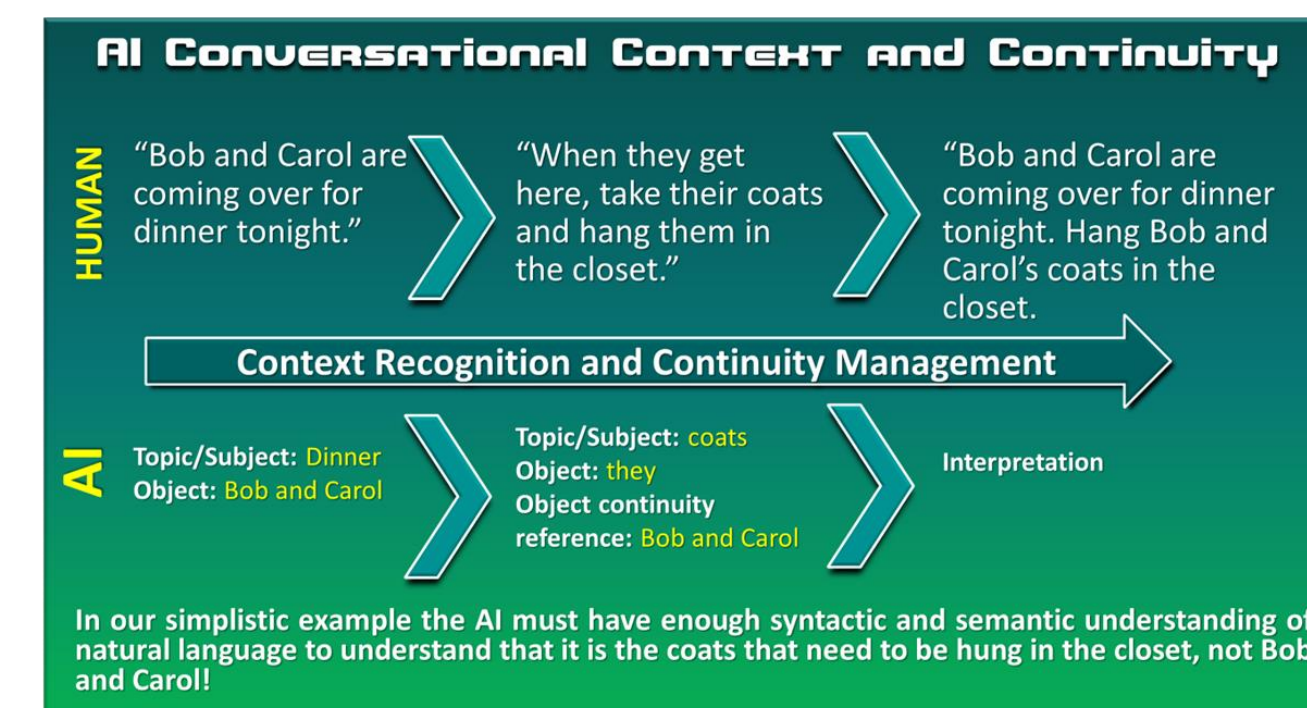 AI Conversational Context and Continuity
HUMAN
“Bob and Carol are
coming over for
dinner tonight.”
“When they get
here, take their coats
and hang them in
the closet.”
“Bob and Carol are
coming over for dinner
tonight. Hang Bob and
Carol’s coats in the
closet.
Context Recognition and Continuity Management
AI
Topic/Subject: Dinner
Object: Bob and Carol
Topic/Subject: coats
Object: they
Object continuity
reference: Bob and Carol
Interpretation
In our simplistic example the AI must have enough syntactic and semantic understanding of
natural language to understand that it is the coats that need to be hung in the closet, not Bob
and Carol!